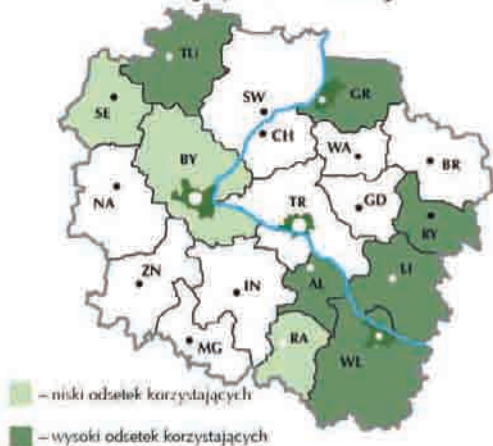 TU
GR
SE
SW
CH
BY
WA
BR
NA
TR
GD
RY
ZN
IN
AL
LI
RA
MG
WŁ
– niski odsetek korzystających
– wysoki odsetek korzystających